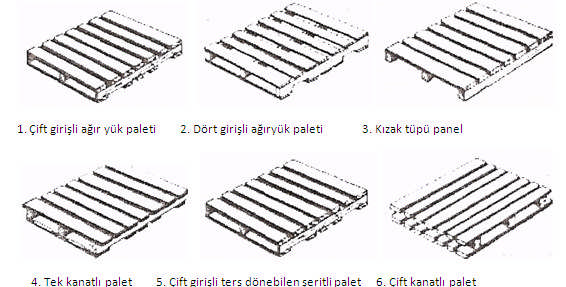 1. Çift girişli ağır yük paleti 2. Dört girişli ağıryük paleti 3. Kızak tüpü panel
4. Tek kanatlı palet 5. Çift girişli ters dönebilen şeritli palet 6. Çift kanatlı palet